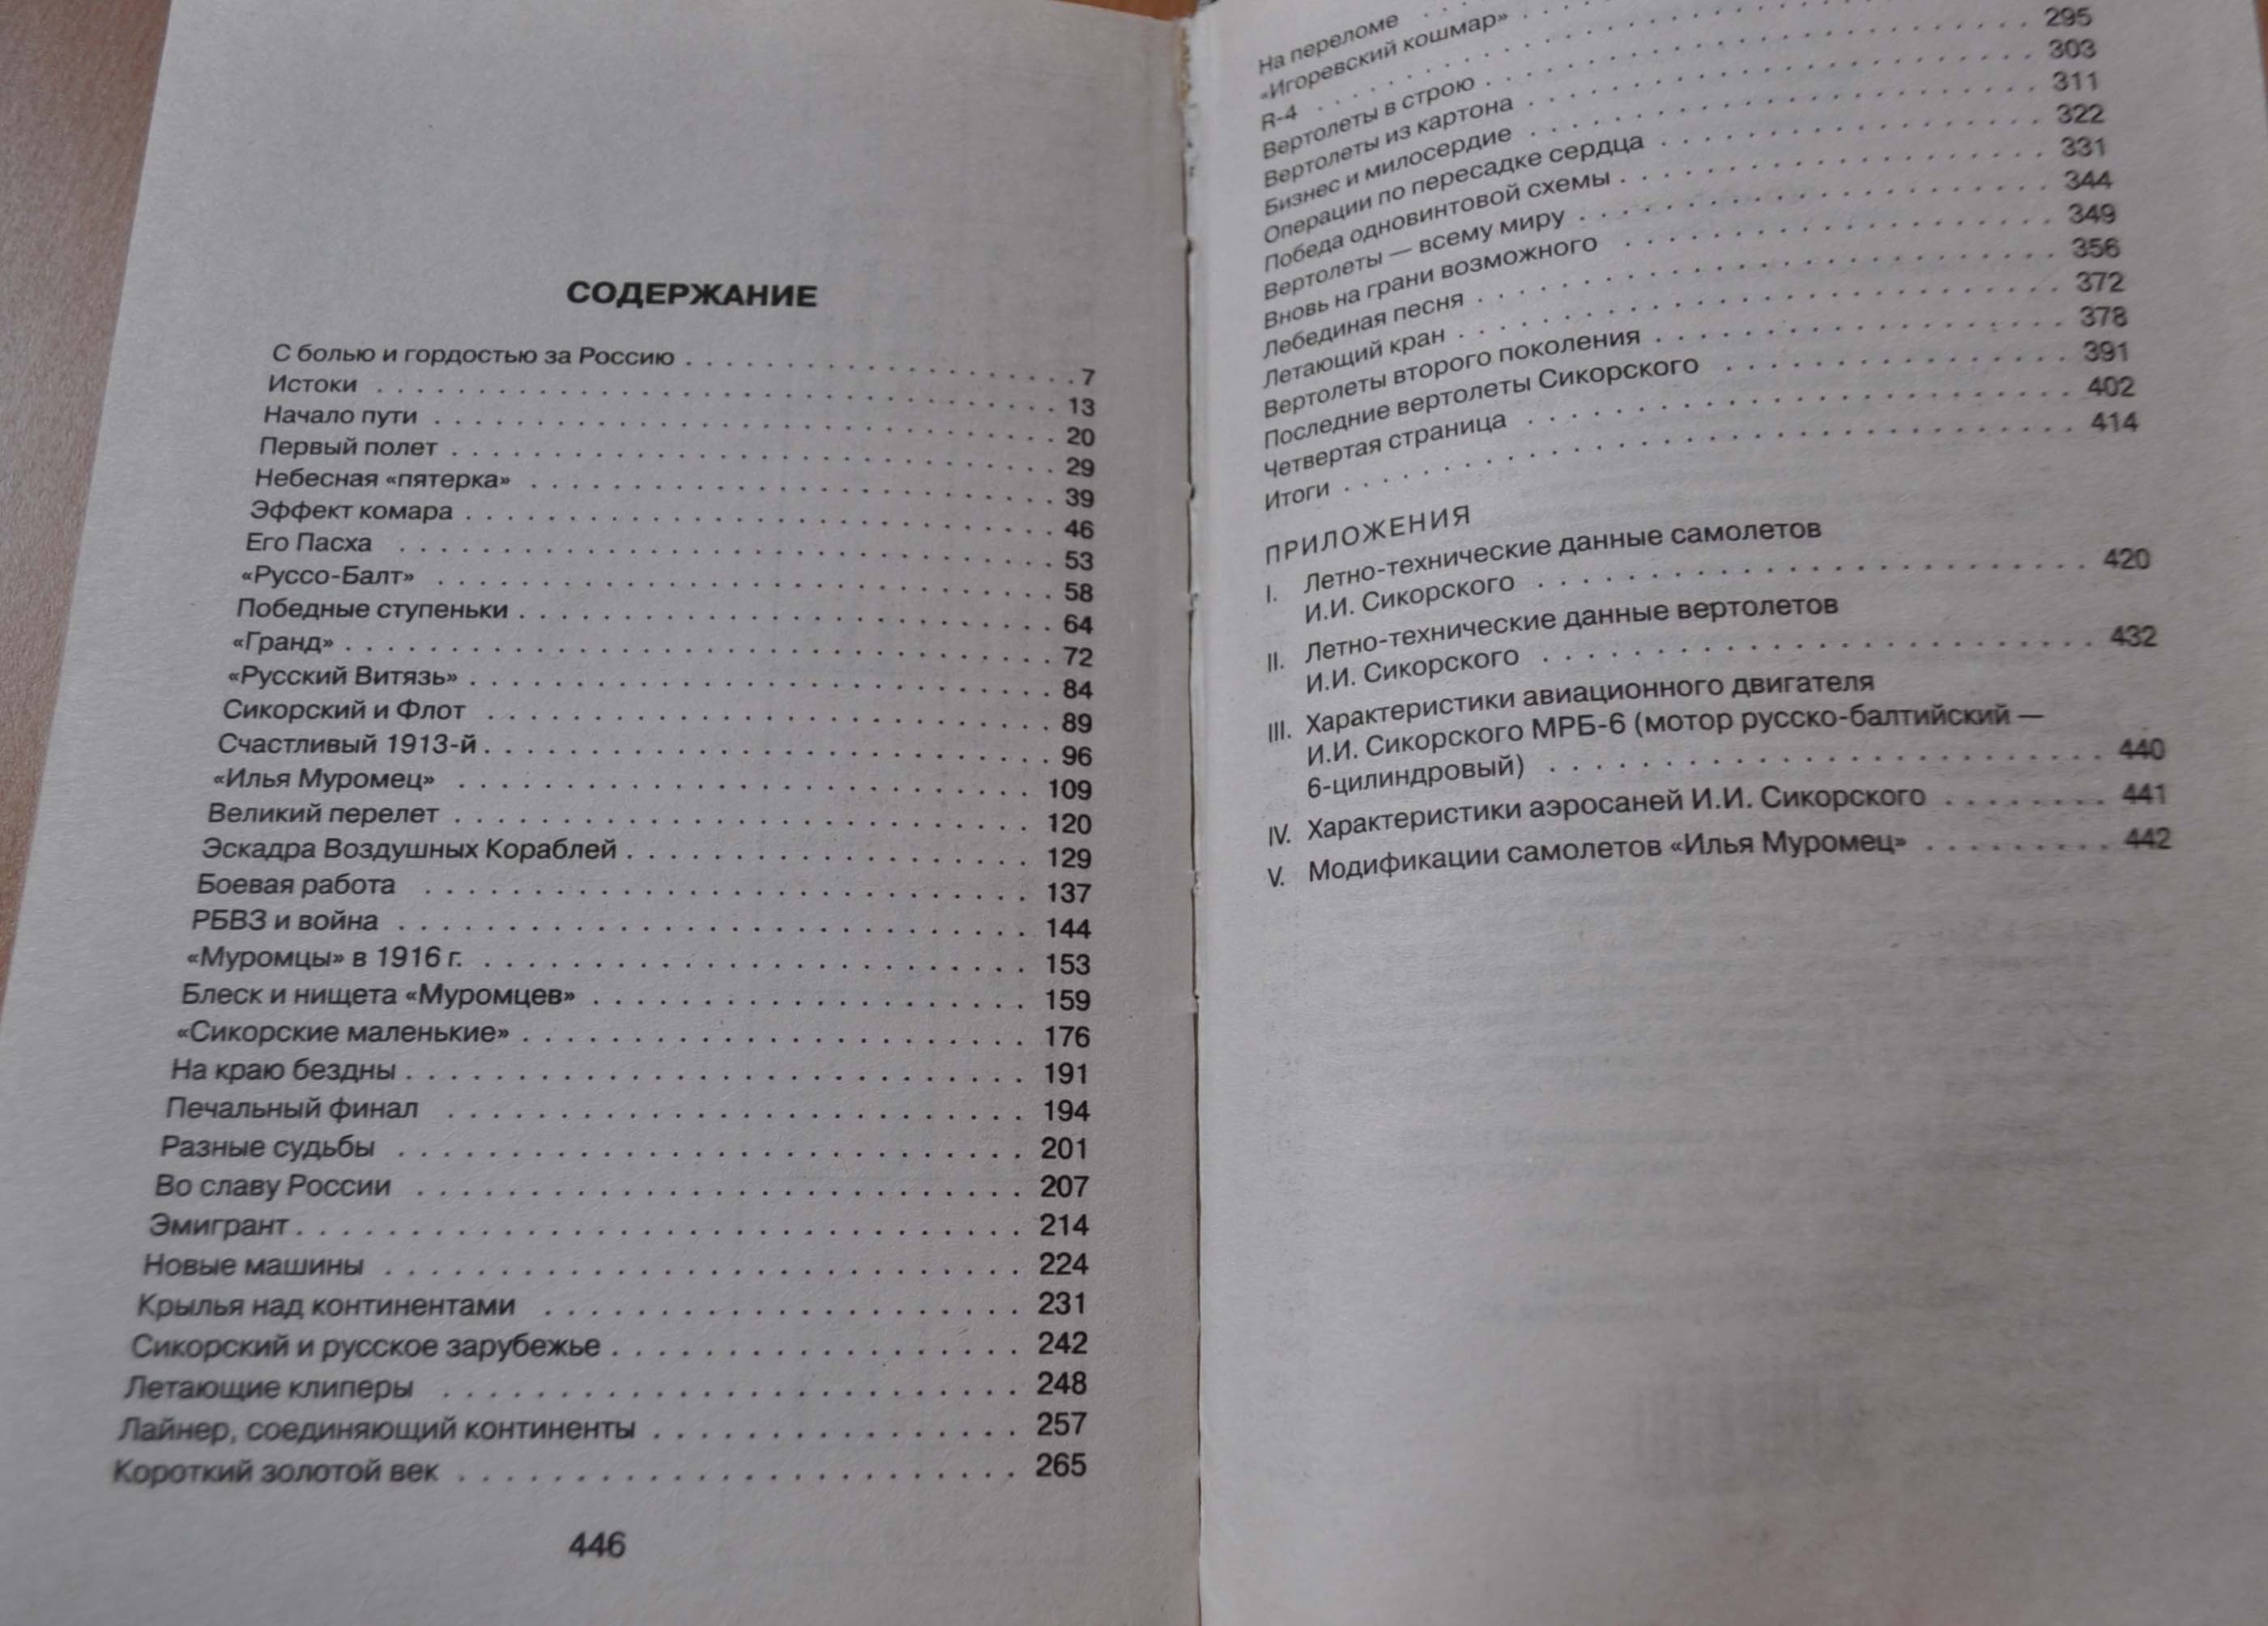 СОДЕРЖАНИЕ
С болью и гордостью за Россию . . . . . . . . . . . . . . . . . . . . 7
Истоки . . . . . . . . . . . . . . . . . . . . 13
Начало пути . . . . . . . . . . . . . . . . . . . . 20
Первый полет . . . . . . . . . . . . . . . . . . . . 29
Небесная «пятерка» . . . . . . . . . . . . . . . . . . . . 39
Эффект комара . . . . . . . . . . . . . . . . . . . . 46
Его Пасха . . . . . . . . . . . . . . . . . . . . 53
«Руссо-Балт» . . . . . . . . . . . . . . . . . . . . 58
Победные ступеньки . . . . . . . . . . . . . . . . . . . . 64
«Гранд» . . . . . . . . . . . . . . . . . . . . 72
«Русский Витязь» . . . . . . . . . . . . . . . . . . . . 84
Сикорский и Флот . . . . . . . . . . . . . . . . . . . . 89
Счастливый 1913-й . . . . . . . . . . . . . . . . . . . . 96
«Илья Муромец» . . . . . . . . . . . . . . . . . . . . 109
Великий перелет . . . . . . . . . . . . . . . . . . . . 120
Эскадра Воздушных Кораблей . . . . . . . . . . . . . . . . . . . . 129
Боевая работа . . . . . . . . . . . . . . . . . . . . 137
РБВЗ и война . . . . . . . . . . . . . . . . . . . . 144
«Муромцы» в 1916 г. . . . . . . . . . . . . . . . . . . . . 153
Блеск и нищета «Муромцев» . . . . . . . . . . . . . . . . . . . . 159
«Сикорские маленькие» . . . . . . . . . . . . . . . . . . . . 176
На краю бездны . . . . . . . . . . . . . . . . . . . . 191
Печальный финал . . . . . . . . . . . . . . . . . . . . 194
Разные судьбы . . . . . . . . . . . . . . . . . . . . 201
Во славу России . . . . . . . . . . . . . . . . . . . . 207
Эмигрант . . . . . . . . . . . . . . . . . . . . 214
Новые машины . . . . . . . . . . . . . . . . . . . . 224
Крылья над континентами . . . . . . . . . . . . . . . . . . . . 231
Сикорский и русское зарубежье . . . . . . . . . . . . . . . . . . . . 242
Летающие клиперы . . . . . . . . . . . . . . . . . . . . 248
Лайнер, соединяющий континенты . . . . . . . . . . . . . . . . . . 257
Короткий золотой век . . . . . . . . . . . . . . . . . . . . 265
446
На переломе . . .
«Игоревский кошмар» . . .
R-4 . . . . . . . . . .
Вертолеты в строю . . . . . . . . . . . . . . . . . . . . 295
Вертолеты из картона . . . . . . . . . . . . . . . . . . . . 303
Бизнес и милосердие . . . . . . . . . . . . . . . . . . . . 311
Операции по пересадке сердца . . . . . . . . . . . . . . . . . . . . 322
Победа одновинтовой схемы . . . . . . . . . . . . . . . . . . . . 331
Вертолеты — всему миру . . . . . . . . . . . . . . . . . . . . 344
Вновь на грани возможного . . . . . . . . . . . . . . . . . . . . 349
Лебединая песня . . . . . . . . . . . . . . . . . . . . 356
Летающий кран . . . . . . . . . . . . . . . . . . . . 372
Вертолеты второго поколения . . . . . . . . . . . . . . . . . . . . 378
Последние вертолеты Сикорского . . . . . . . . . . . . . . . . . 391
Четвертая страница . . . . . . . . . . . . . . . . . . . . 402
Итоги . . . . . . . . . . . . . . . . . . . . 414
ПРИЛОЖЕНИЯ
I. Летно-технические данные самолетов
И.И. Сикорского . . . . . . . . . . . . . . . . . . . . 420
II. Летно-технические данные вертолетов
И.И. Сикорского . . . . . . . . . . . . . . . . . . . . 432
III. Характеристики авиационного двигателя
И.И. Сикорского МРБ-6 (мотор русско-балтийский —
6-цилиндровый) . . . . . . . . . . . . . . . . . . . . 440
IV. Характеристики аэросаней И.И. Сикорского . . . . . . . . 441
V. Модификации самолетов «Илья Муромец» . . . . . . . . . 442